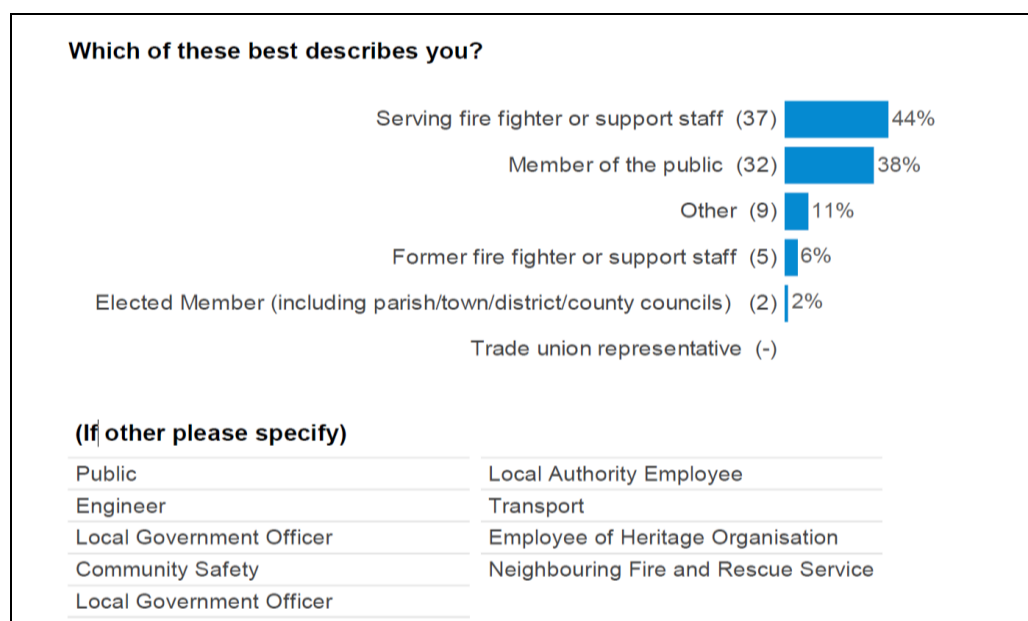 Which of these best describes you?
Serving fire fighter or support staff (37) 44%
Member of the public (32) 38%
Other (9) 11%
Former fire fighter or support staff (5) 6%
Elected Member (including parish/town/district/county councils) (2) 2%
Trade union representative (-)
(If other please specify)
Public Local Authority Employee
Engineer Transport
Local Government Officer Employee of Heritage Organisation
Community Safety Neighbouring Fire and Rescue Service
Local Government Officer